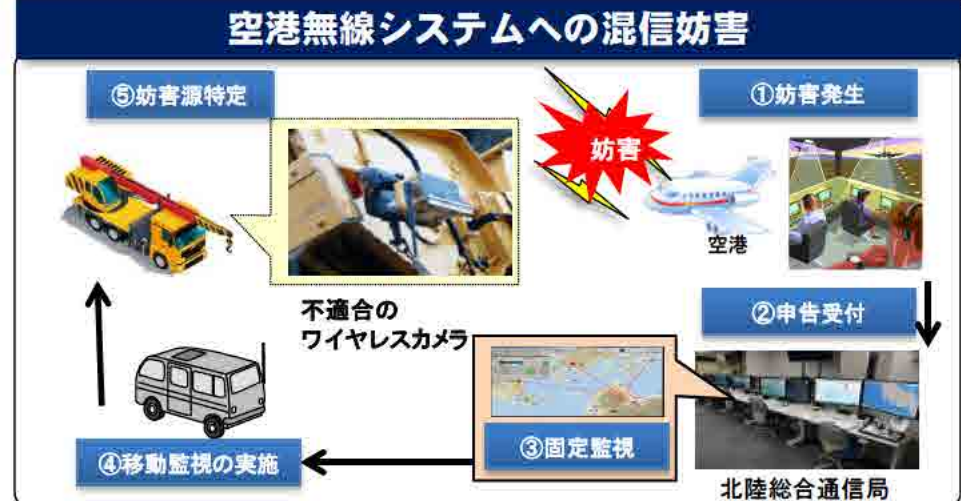 空港無線システムへの混信妨害
⑤妨害源特定
妨害
①妨害発生
空港
不適合の
ワイヤレスカメラ
②申告受付
③固定監視
④移動監視の実施
北陸総合通信局